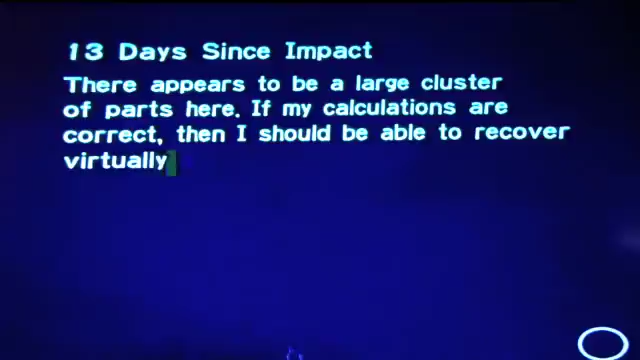 13 Days Since Impact
There appears to be a large cluster
of parts here. If my calculations are
correct, then I should be able to recover
virtually